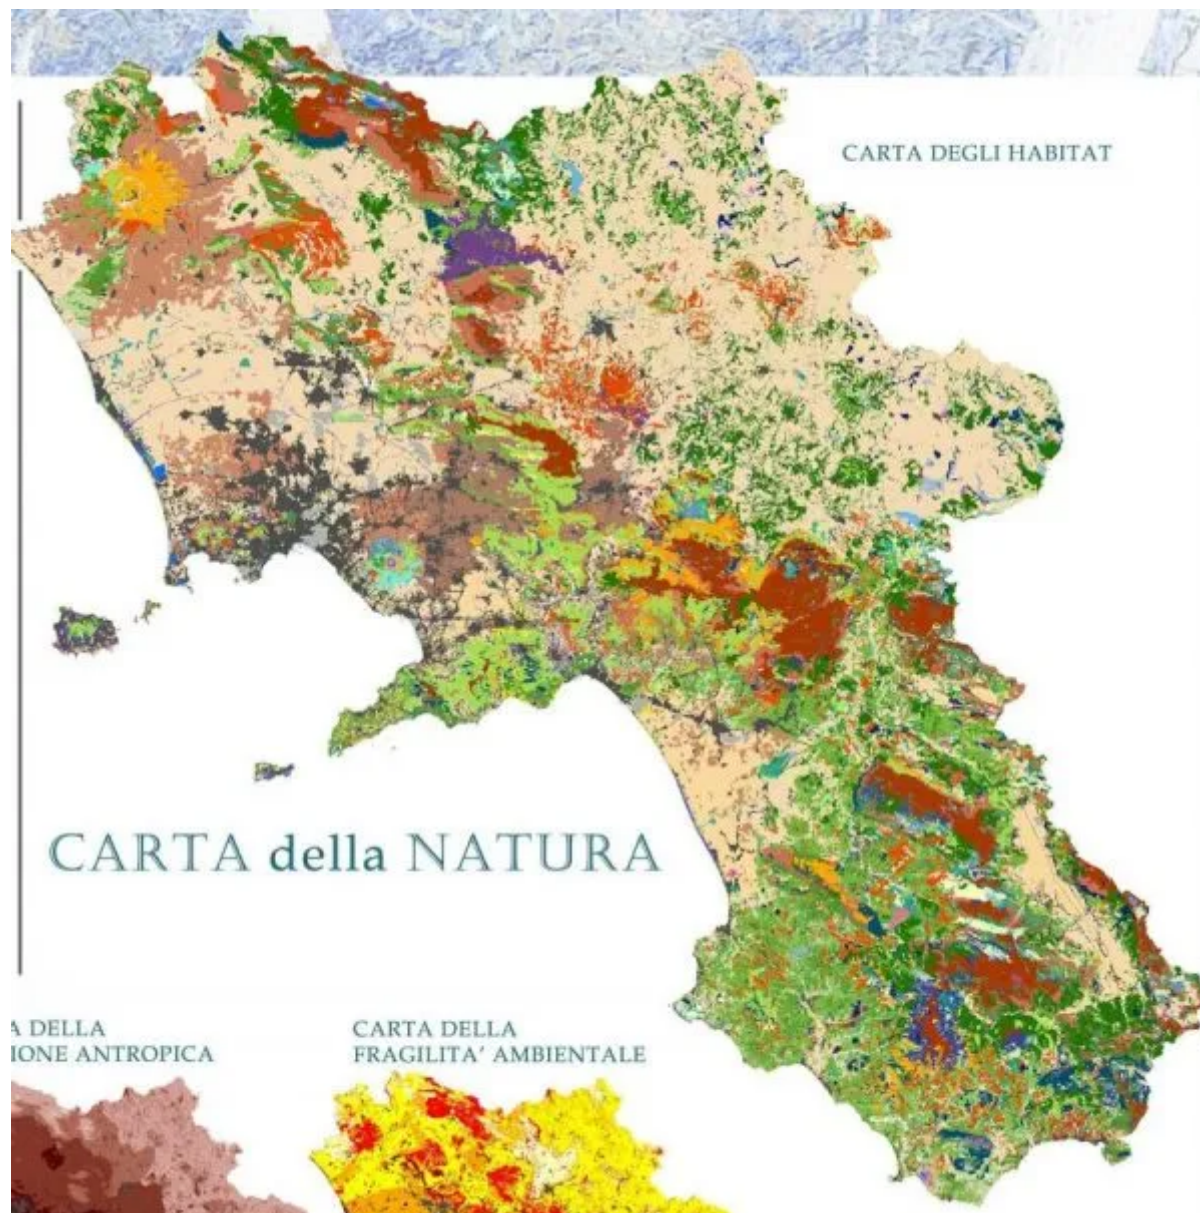 CARTA DEGLI HABITAT
CARTA della NATURA
A DELLA
IONE ANTROPICA
CARTA DELLA
FRAGILITA' AMBIENTALE